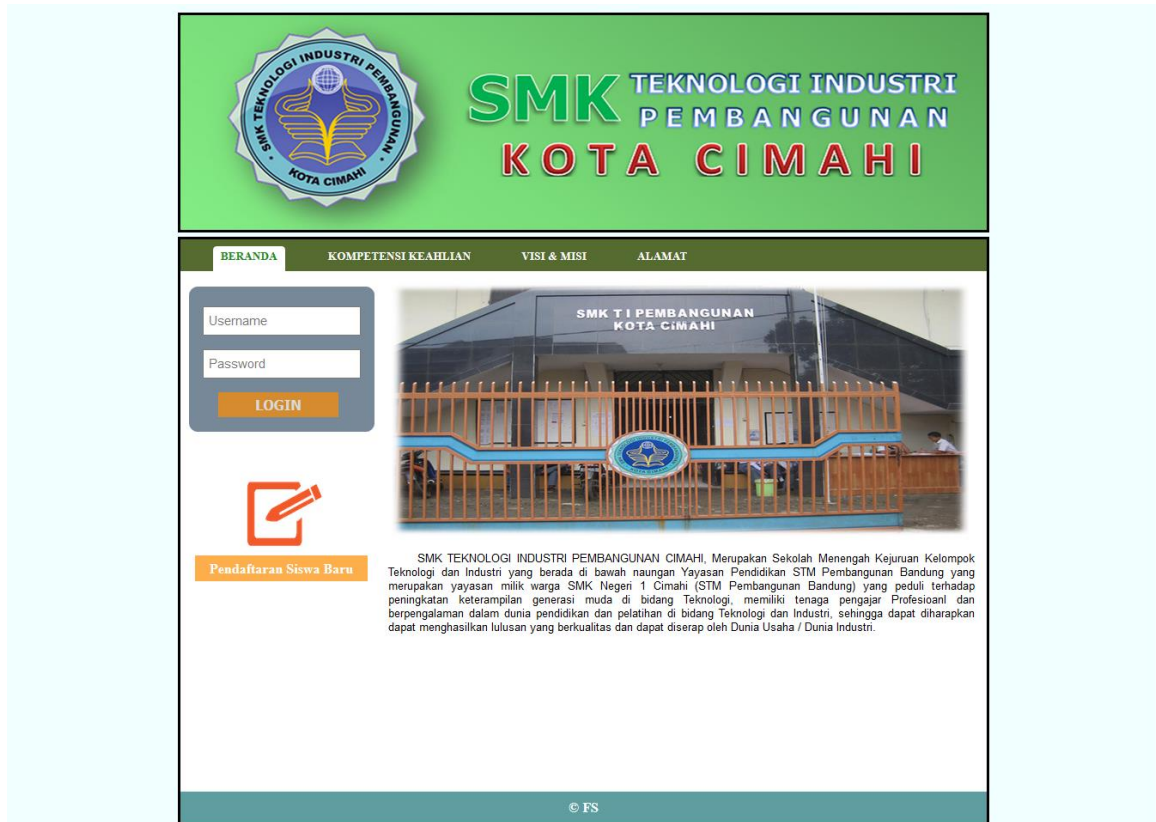 SMK TEKNOLOGI INDUSTRI PEMBANGUNAN
KOTA CIMAHI
SMK TEKNOLOGI INDUSTRI
PEMBANGUNAN
KOTA CIMAHI
BERANDA KOMPETENSI KEAHLIAN VISI & MISI ALAMAT
Username
Password
LOGIN
Pendaftaran Siswa Baru
SMK T I PEMBANGUNAN
KOTA CIMAHI
SMK TEKNOLOGI INDUSTRI PEMBANGUNAN CIMAHI, Merupakan Sekolah Menengah Kejuruan Kelompok
Teknologi dan Industri yang berada di bawah naungan Yayasan Pendidikan STM Pembangunan Bandung yang
merupakan yayasan milik warga SMK Negeri 1 Cimahi (STM Pembangunan Bandung) yang peduli terhadap
peningkatan keterampilan generasi muda di bidang Teknologi, memiliki tenaga pengajar Profesioanl dan
berpengalaman dalam dunia pendidikan dan pelatihan di bidang Teknologi dan Industri, sehingga dapat diharapkan
dapat menghasilkan lulusan yang berkualitas dan dapat diserap oleh Dunia Usaha / Dunia Industri.
© FS